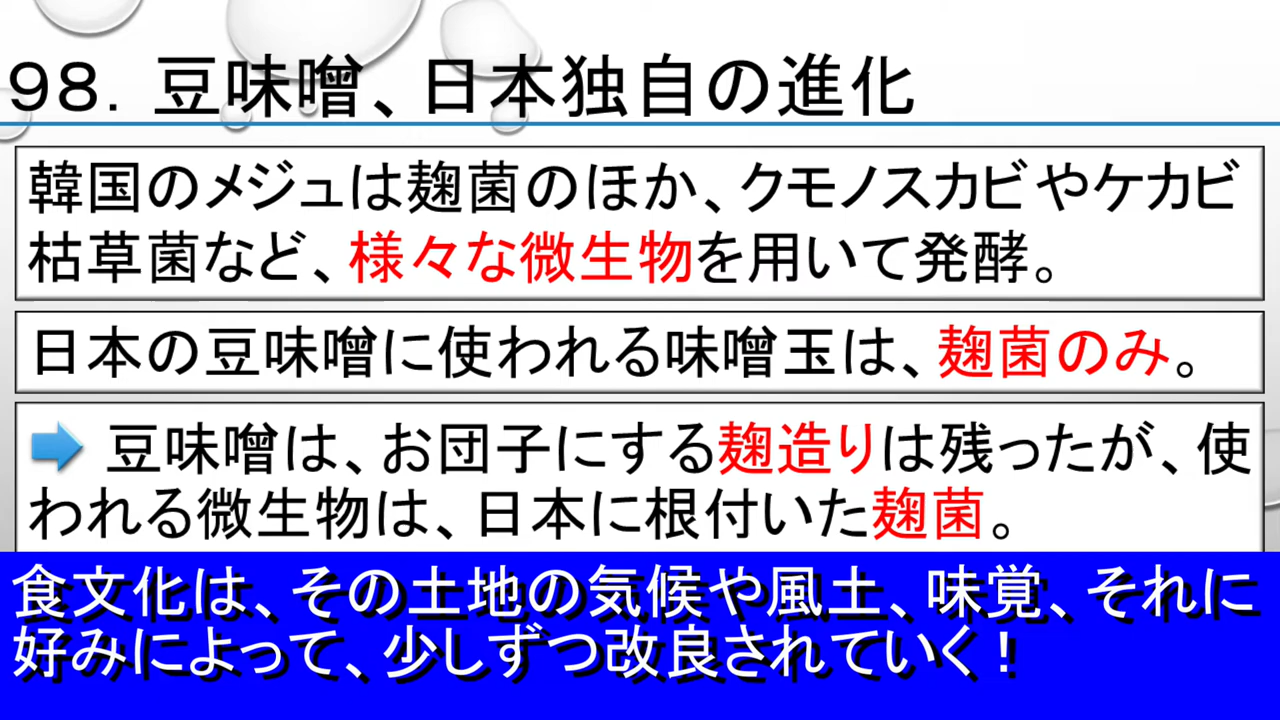 98. 豆味噌、日本独自の進化
韓国のメジュは麹菌のほか、クモノスカビやケカビ
枯草菌など、様々な微生物を用いて発酵。
日本の豆味噌に使われる味噌玉は、麹菌のみ。
豆味噌は、お団子にする麹造りは残ったが、使
われる微生物は、日本に根付いた麹菌。
食文化は、その土地の気候や風土、味覚、それに
好みによって、少しずつ改良されていく！